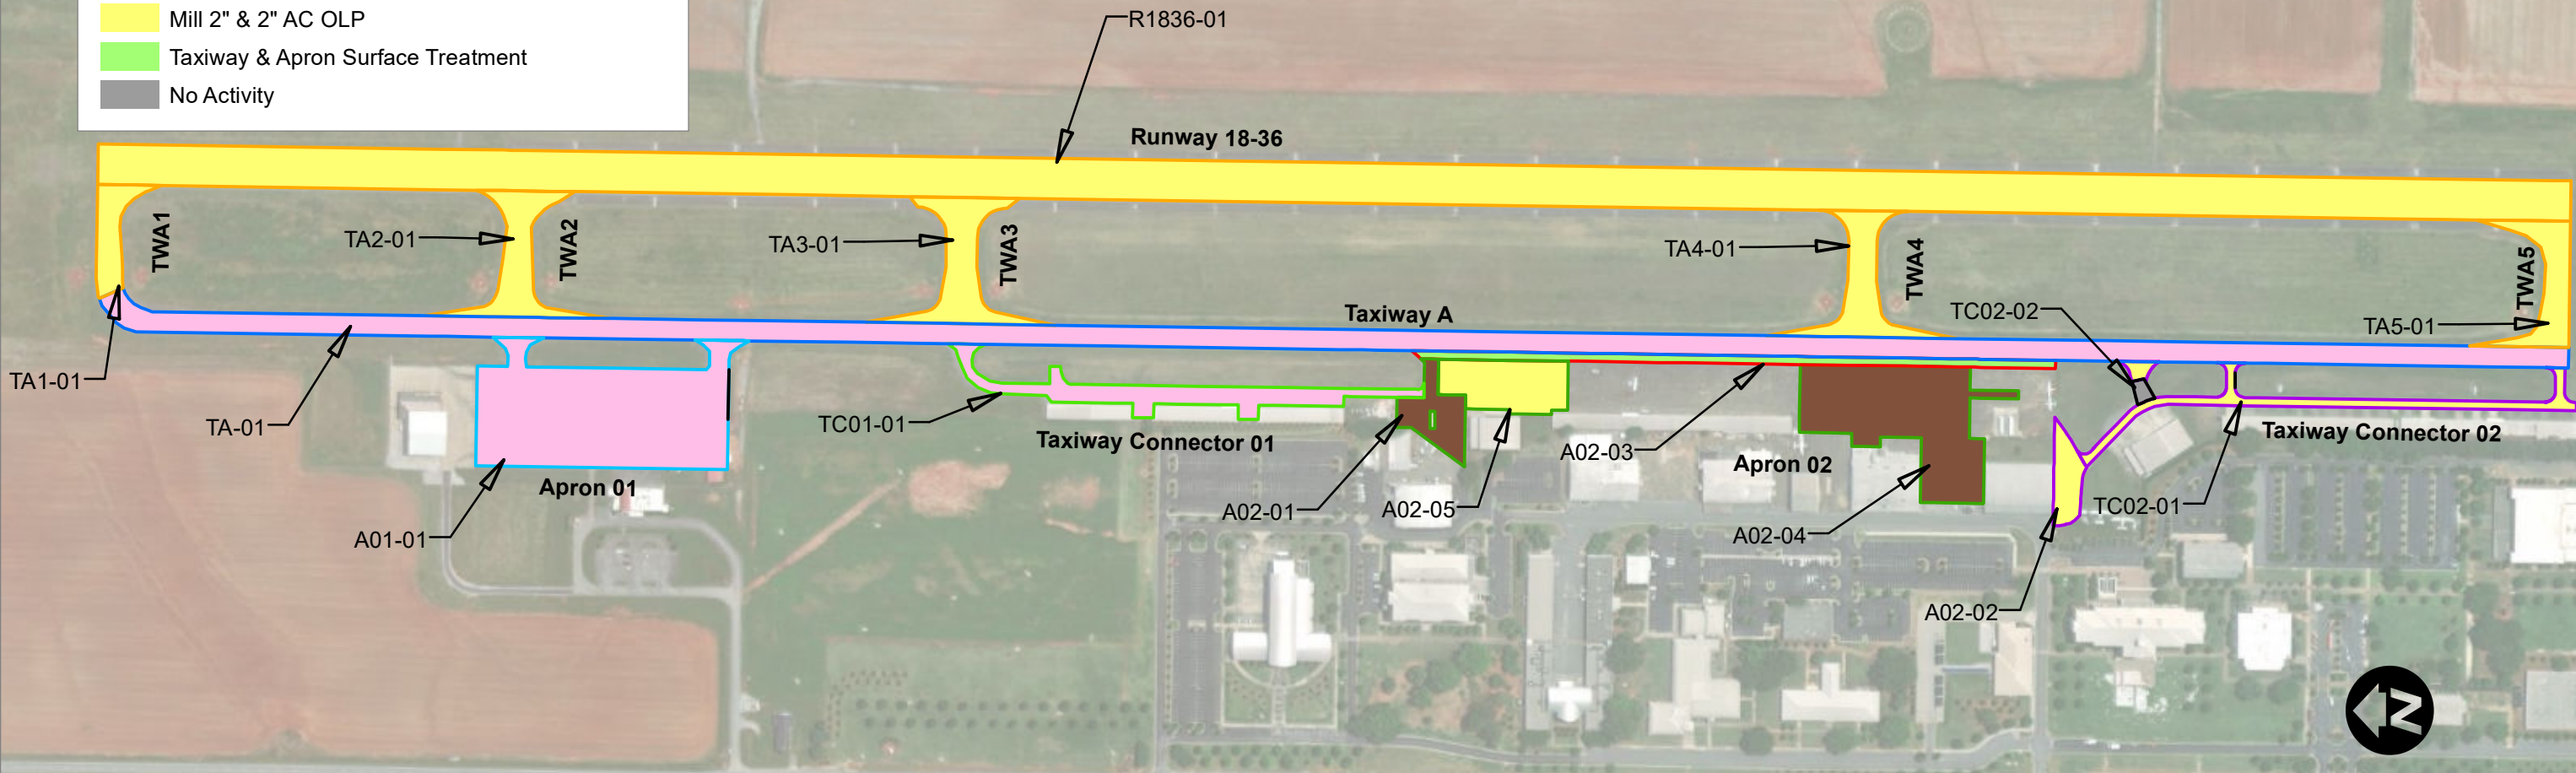 Mill 2" & 2" AC OLP
Taxiway & Apron Surface Treatment
No Activity
R1836-01
Runway 18-36
TWA1
TA2-01
TWA2
TA3-01
TWA3
TA4-01
TWA4
TWA5
TC02-02
Taxiway A
TA5-01
TA1-01
TA-01
TC01-01
Taxiway Connector 01
A02-03
Apron 02
Taxiway Connector 02
Apron 01
A02-01
A02-05
TC02-01
A01-01
A02-04
A02-02
N